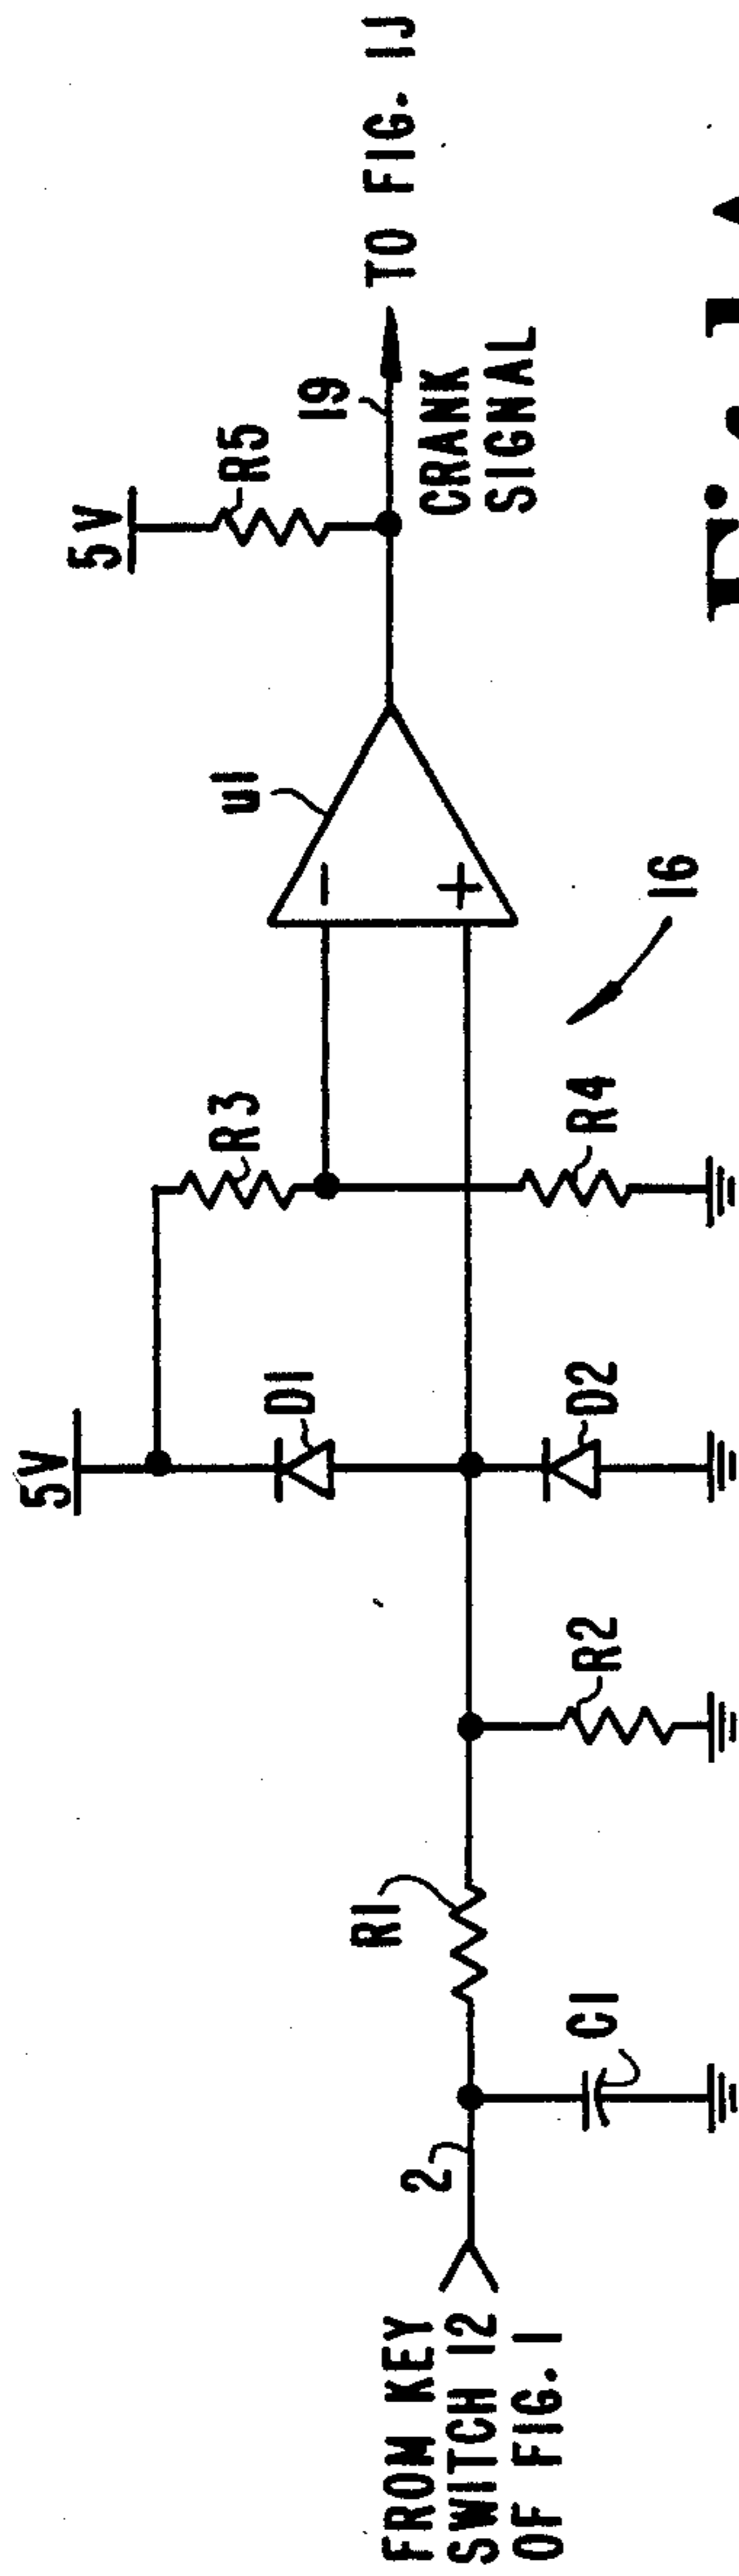 FROM KEY
SWITCH 12
OF FIG. 1
2
C1
R1
R2
5V
D1
D2
R3
R4
16
u1
-
+
5V
R5
19
CRANK
SIGNAL
TO FIG. 1J